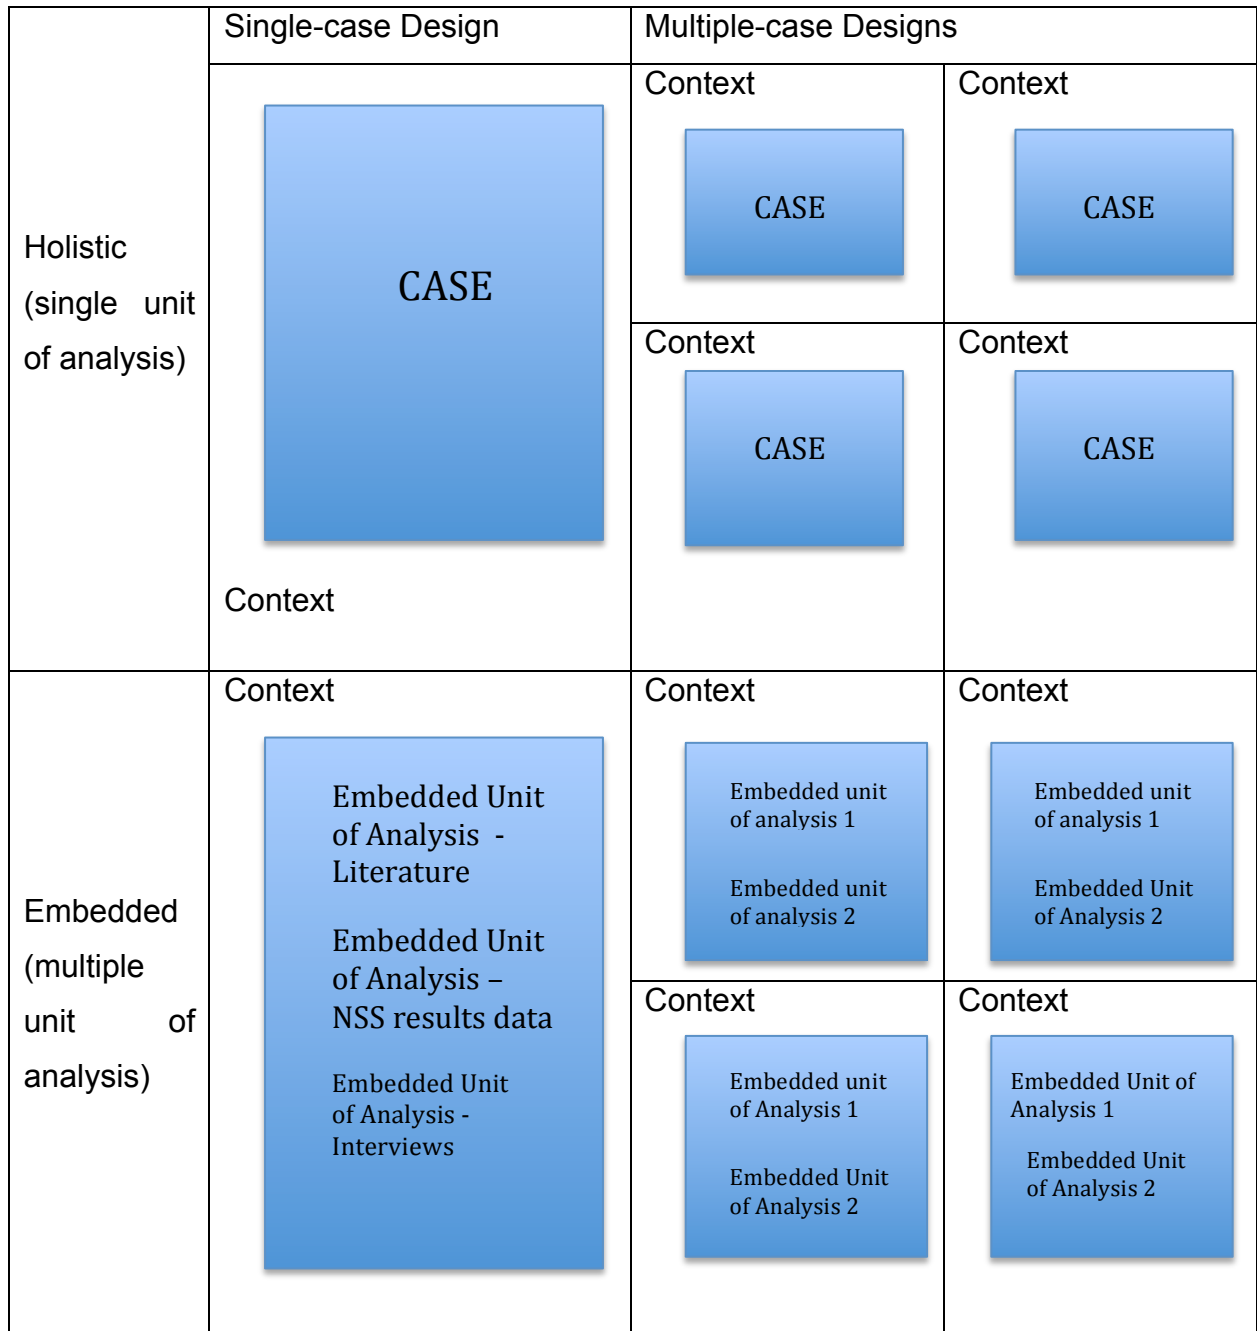 Single-case Design
Multiple-case Designs
Holistic
(single unit
of analysis)
CASE
Context
Context
CASE
Context
CASE
Context
CASE
Context
CASE
Embedded
(multiple
unit of
analysis)
Context
Embedded Unit
of Analysis -
Literature
Embedded Unit
of Analysis –
NSS results data
Embedded Unit
of Analysis -
Interviews
Context
Embedded unit
of analysis 1
Embedded unit
of analysis 2
Context
Embedded unit
of analysis 1
Embedded Unit
of Analysis 2
Context
Embedded unit
of Analysis 1
Embedded Unit
of Analysis 2
Context
Embedded Unit of
Analysis 1
Embedded Unit
of Analysis 2